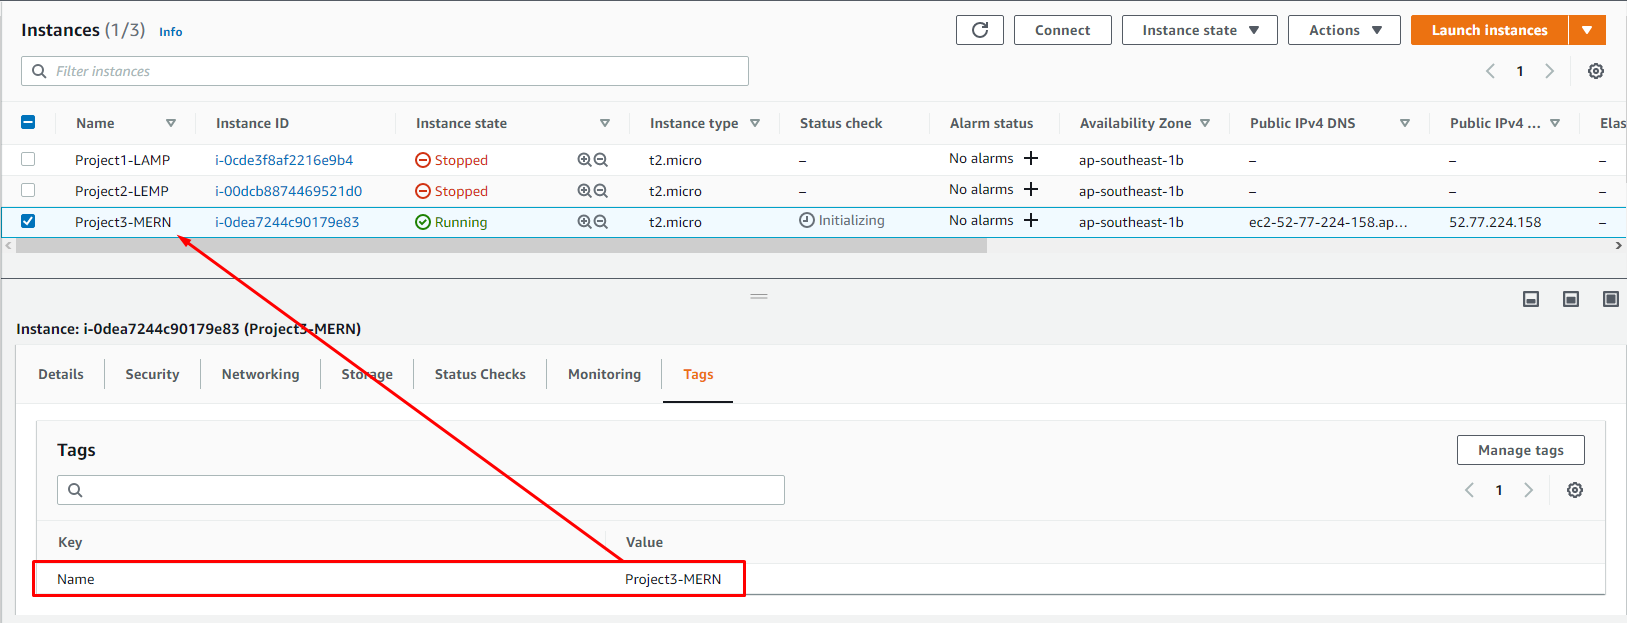 Instances (1/3) Info
Connect Instance state Actions Launch instances
Filter instances
1
Name Instance ID Instance state Instance type Status check Alarm status Availability Zone Public IPv4 DNS Public IPv4 ... Elas
Project1-LAMP i-0cde3f8af2216e9b4 Stopped t2.micro – No alarms + ap-southeast-1b – – –
Project2-LEMP i-00dcb8874469521d0 Stopped t2.micro – No alarms + ap-southeast-1b – – –
Project3-MERN i-0dea7244c90179e83 Running t2.micro Initializing No alarms + ap-southeast-1b ec2-52-77-224-158.ap... 52.77.224.158 –
Instance: i-0dea7244c90179e83 (Project3-MERN)
Details Security Networking Storage Status Checks Monitoring Tags
Tags
Manage tags
1
Key Value
Name Project3-MERN